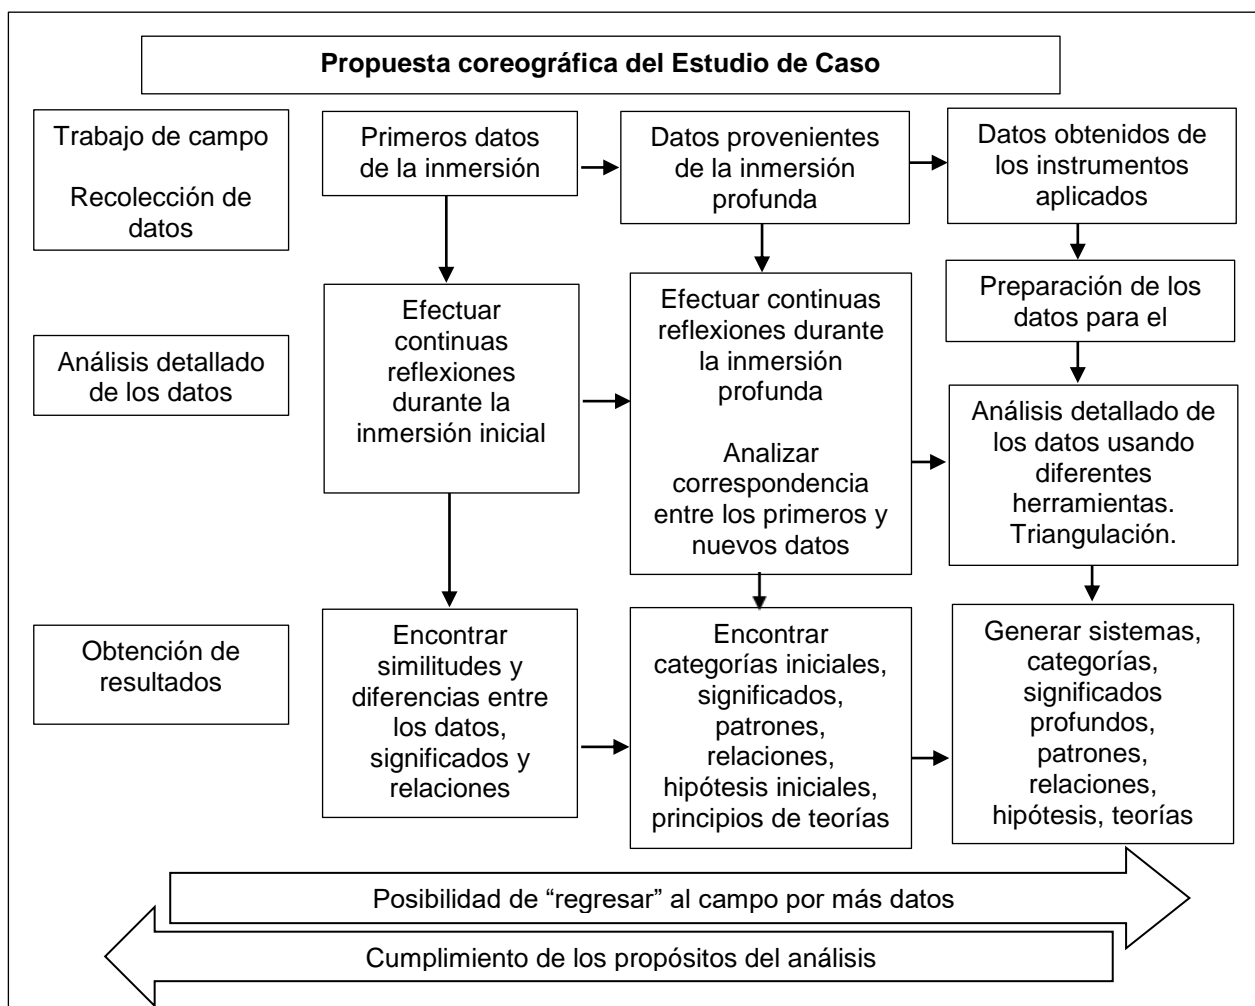 Propuesta coreográfica del Estudio de Caso
Trabajo de campo
Recolección de
datos
Primeros datos
de la inmersión
Datos provenientes
de la inmersión
profunda
Datos obtenidos de
los instrumentos
aplicados
Análisis detallado
de los datos
Efectuar
continuas
reflexiones
durante la
inmersión inicial
Efectuar continuas
reflexiones durante
la inmersión
profunda
Analizar
correspondencia
entre los primeros y
nuevos datos
Preparación de los
datos para el
Análisis detallado de
los datos usando
diferentes
herramientas.
Triangulación.
Obtención de
resultados
Encontrar
similitudes y
diferencias entre
los datos,
significados y
relaciones
Encontrar
categorías iniciales,
significados,
patrones,
relaciones,
hipótesis iniciales,
principios de teorías
Generar sistemas,
categorías,
significados
profundos,
patrones,
relaciones,
hipótesis, teorías
Posibilidad de “regresar” al campo por más datos
Cumplimiento de los propósitos del análisis